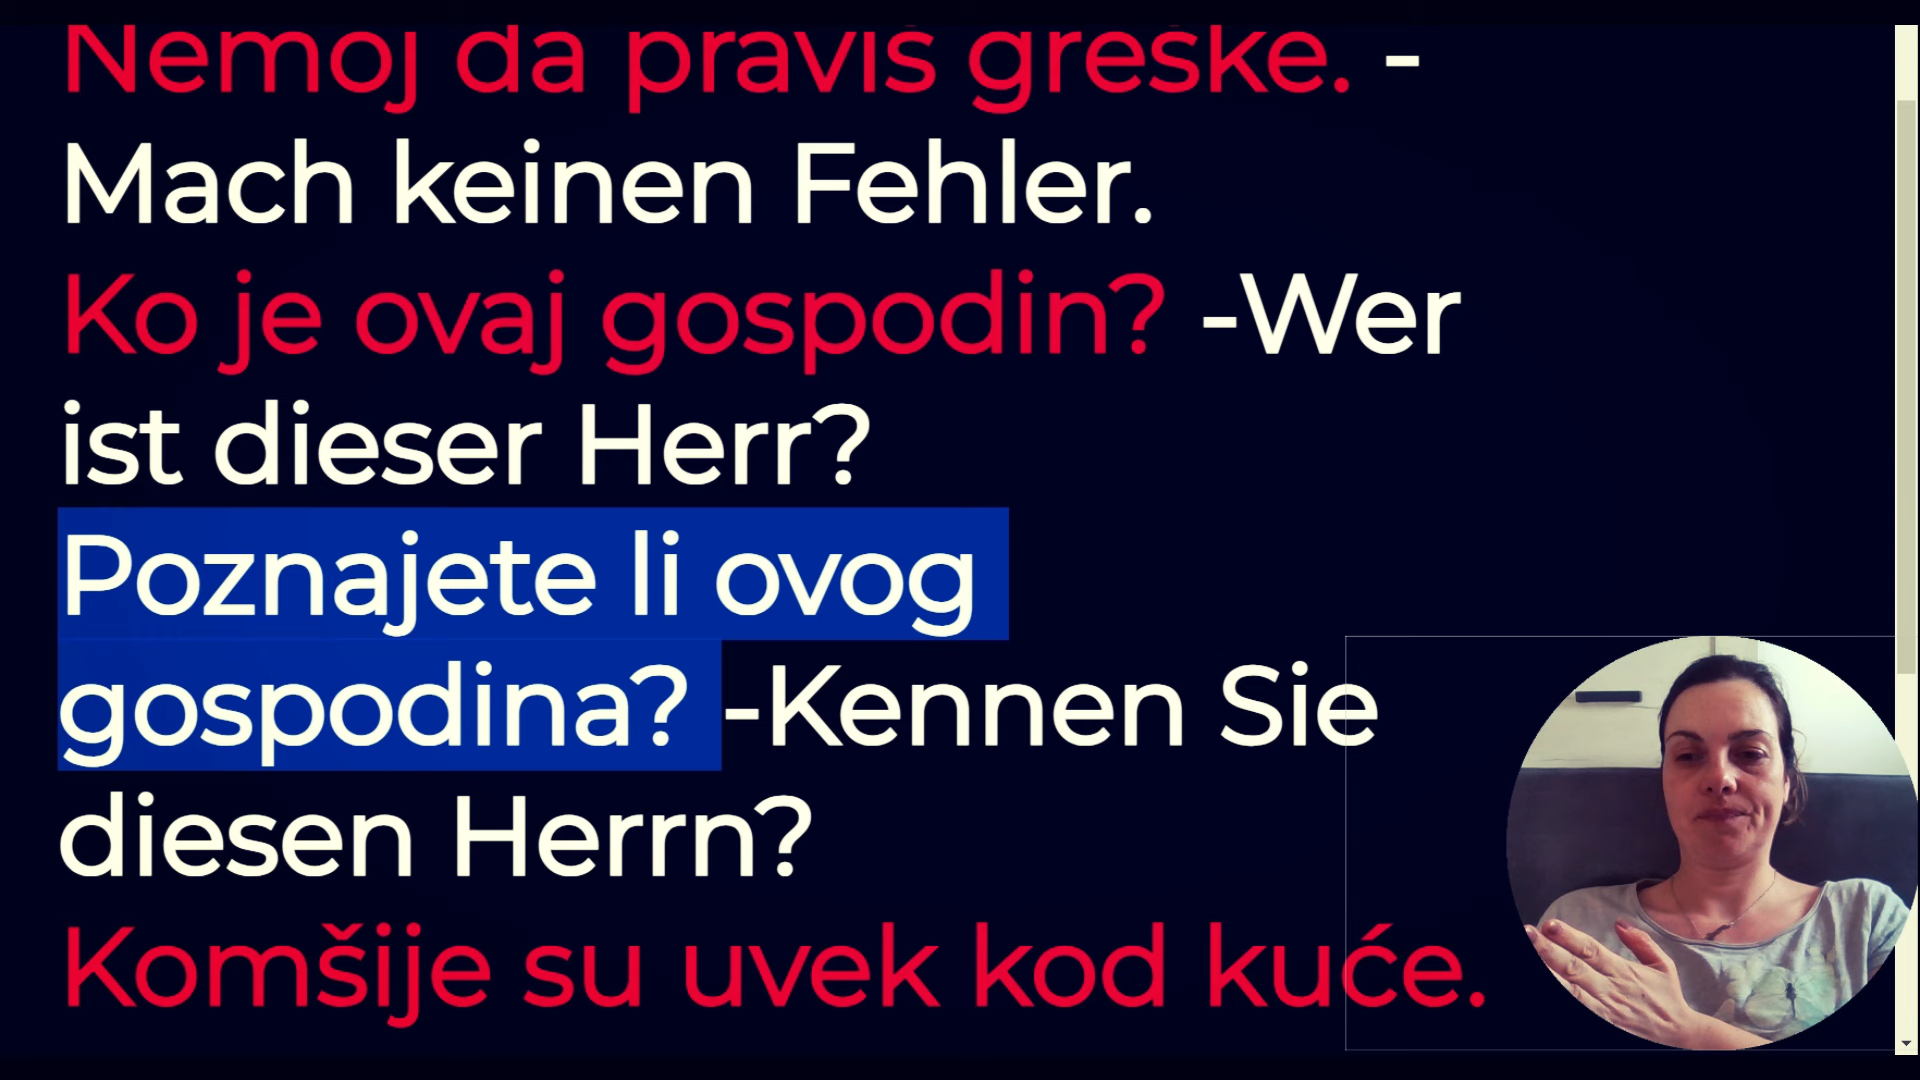 Nemoj da praviš greške. -
Mach keinen Fehler.
Ko je ovaj gospodin? -Wer
ist dieser Herr?
Poznajete li ovog
gospodina? -Kennen Sie
diesen Herrn?
Komšije su uvek kod kuće.